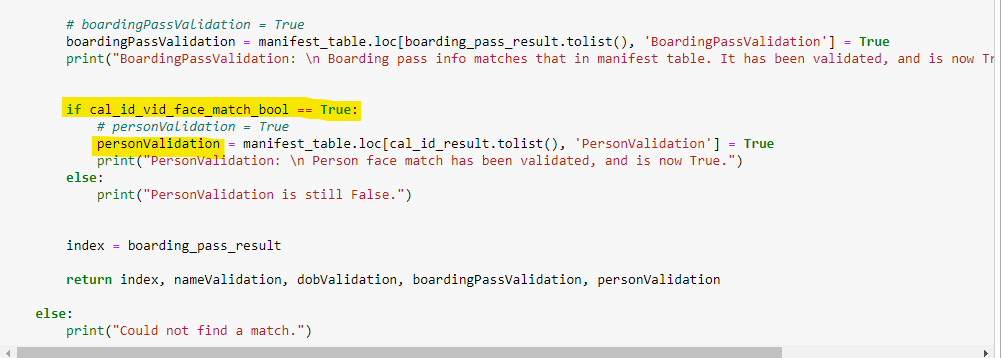 # boardingPassValidation = True
boardingPassValidation = manifest_table.loc[boarding_pass_result.tolist(), 'BoardingPassValidation'] = True
print("BoardingPassValidation: \n Boarding pass info matches that in manifest table. It has been validated, and is now Tr
if cal_id_vid_face_match_bool == True:
# personValidation = True
personValidation = manifest_table.loc[cal_id_result.tolist(), 'PersonValidation'] = True
print("PersonValidation: \n Person face match has been validated, and is now True.")
else:
print("PersonValidation is still False.")
index = boarding_pass_result
return index, nameValidation, dobValidation, boardingPassValidation, personValidation
else:
print("Could not find a match.")